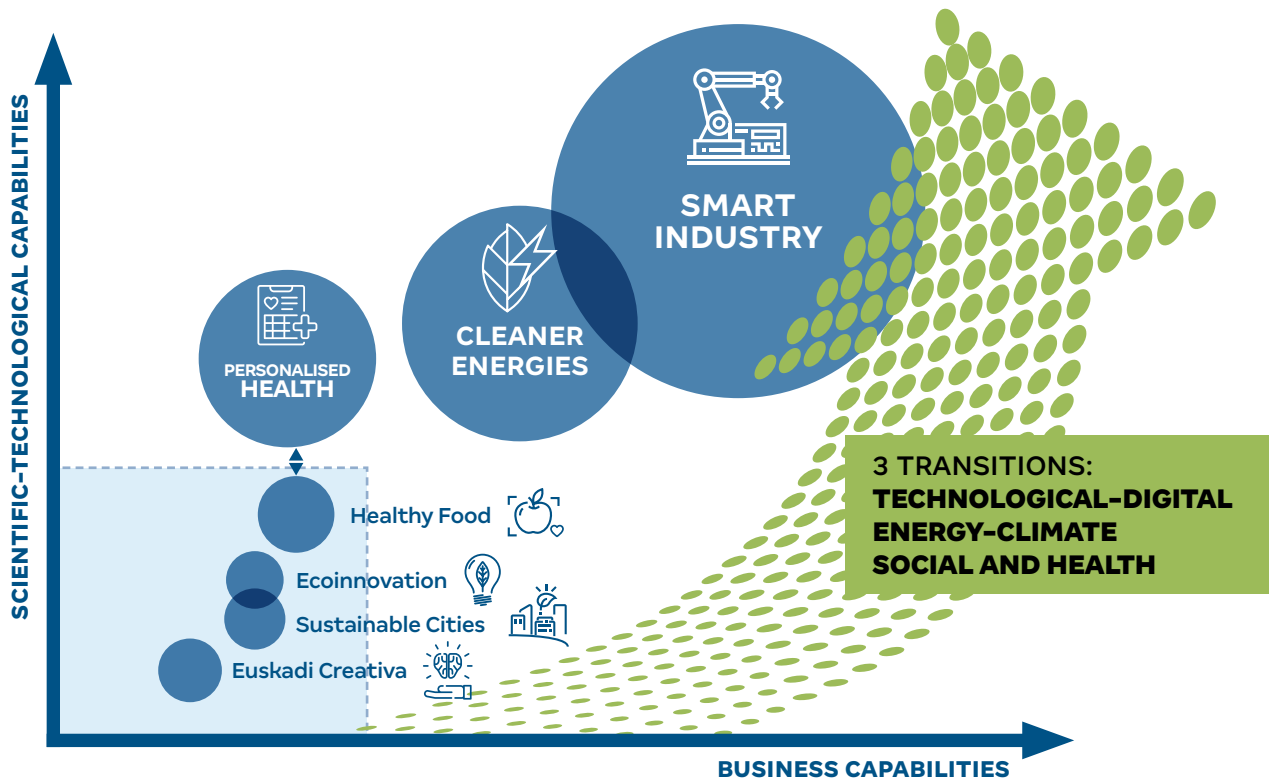 SCIENTIFIC-TECHNOLOGICAL CAPABILITIES
SMART
INDUSTRY
CLEANER
ENERGIES
PERSONALISED
HEALTH
3 TRANSITIONS:
TECHNOLOGICAL-DIGITAL
ENERGY-CLIMATE
SOCIAL AND HEALTH
Healthy Food
Ecoinnovation
Sustainable Cities
Euskadi Creativa
BUSINESS CAPABILITIES